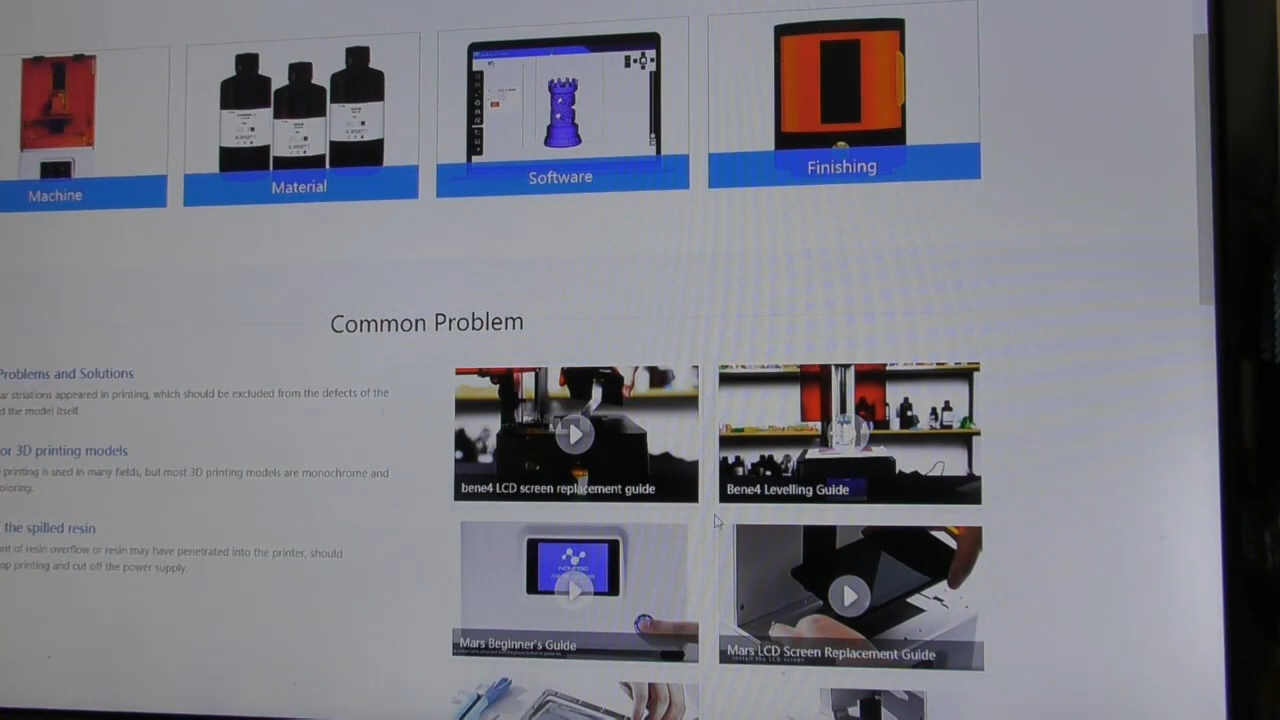 Machine
Material
Software
Finishing
Common Problem
Problems and Solutions
ar striations appeared in printing, which should be excluded from the defects of the
d the model itself.
or 3D printing models
printing is used in many fields, but most 3D printing models are monochrome and
oloring.
the spilled resin
nt of resin overflow or resin may have penetrated into the printer, should
op printing and cut off the power supply.
bene4 LCD screen replacement guide
Bene4 Levelling Guide
Mars Beginner's Guide
Mars LCD Screen Replacement Guide
Install the LCD screen